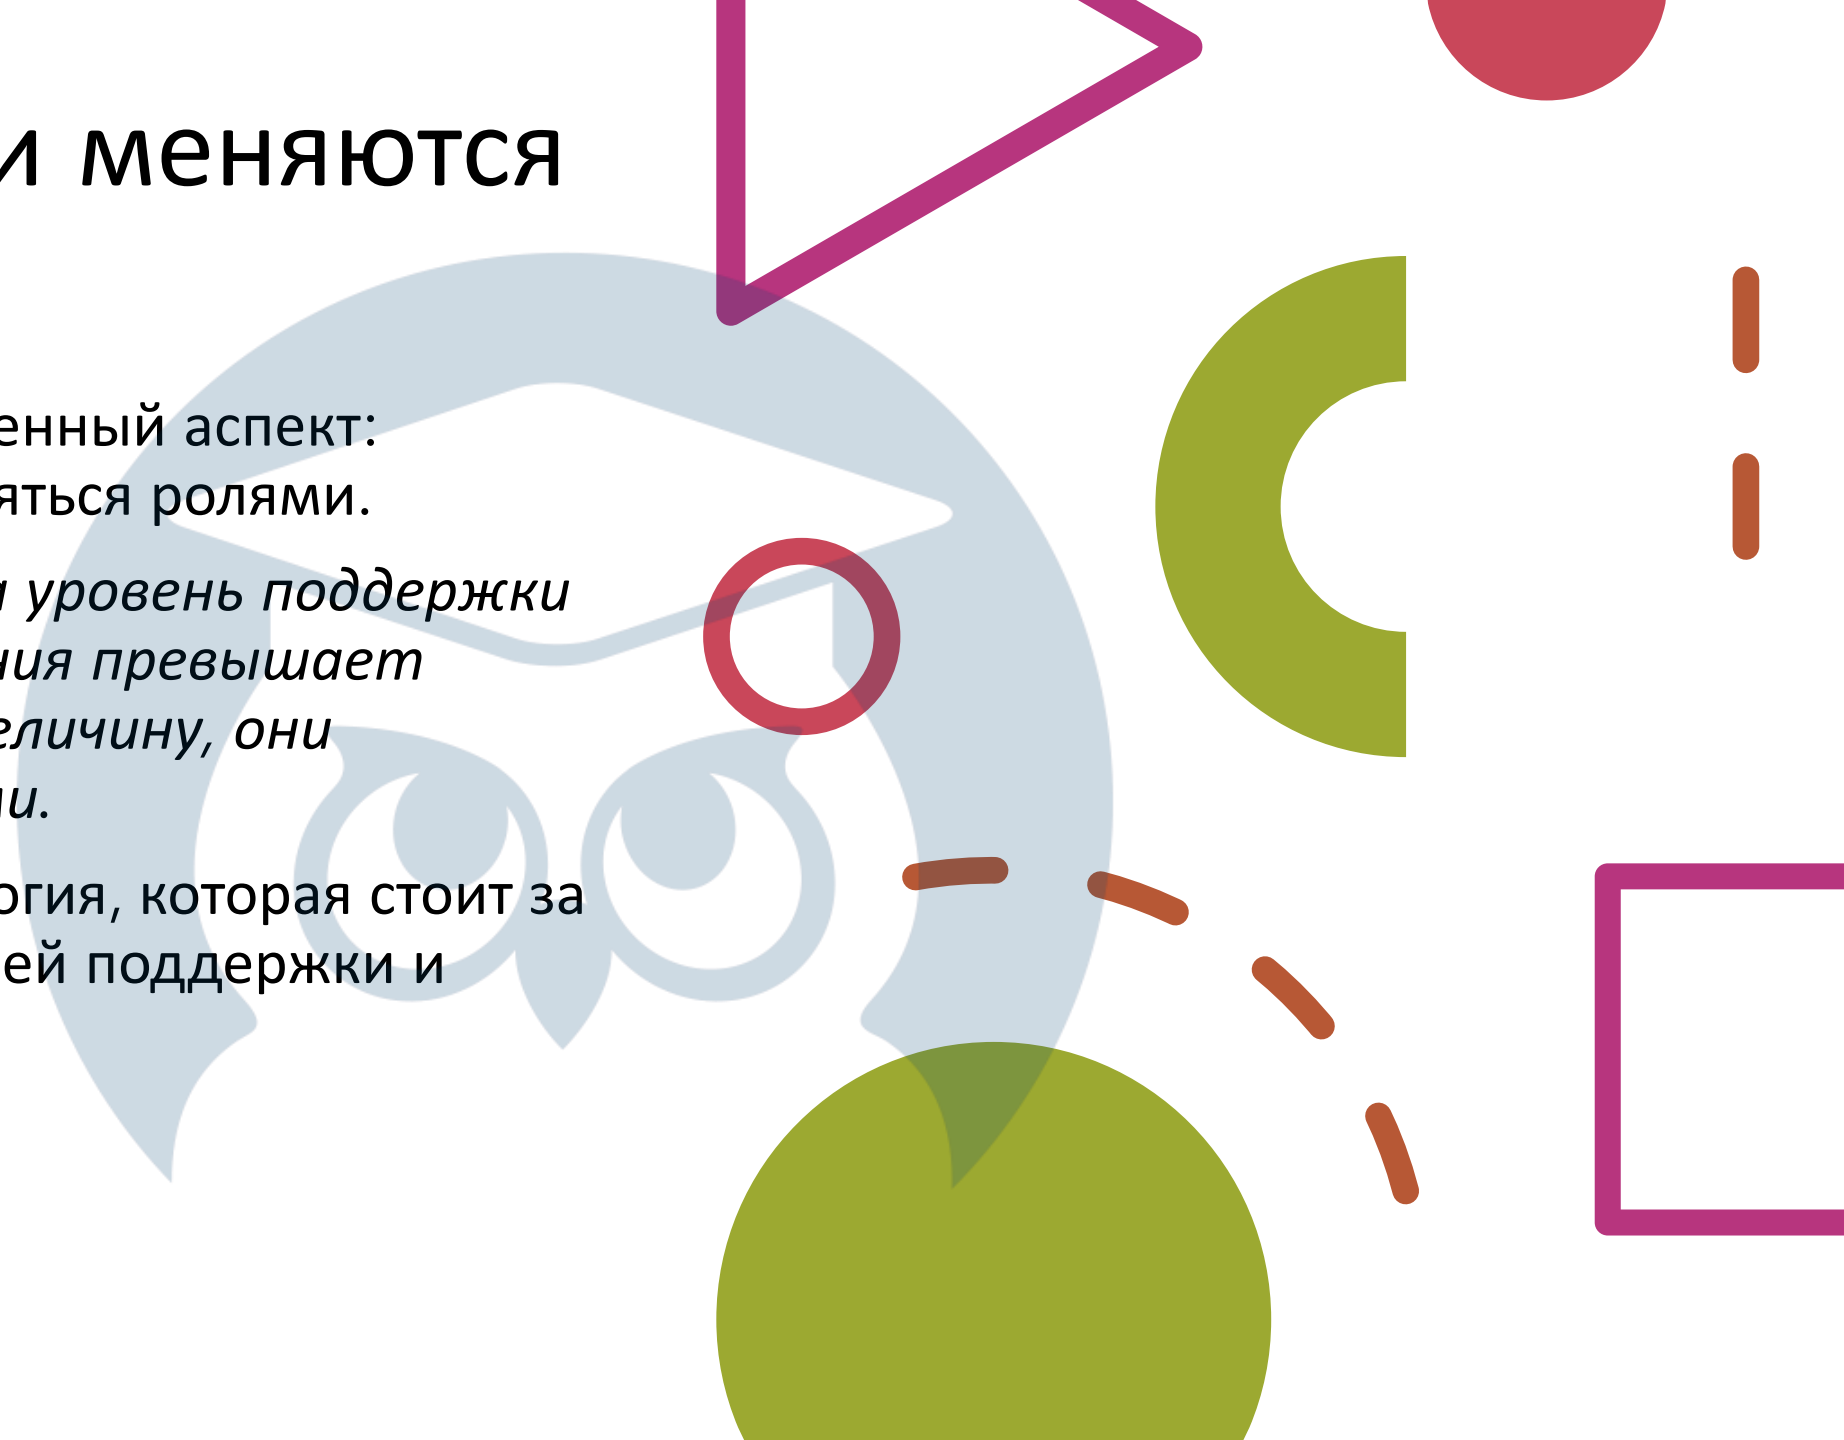 и меняются
енный аспект:
яться ролями.
уровень поддержки
ния превышает
еличину, они
и.
огия, которая стоит за
ей поддержки и